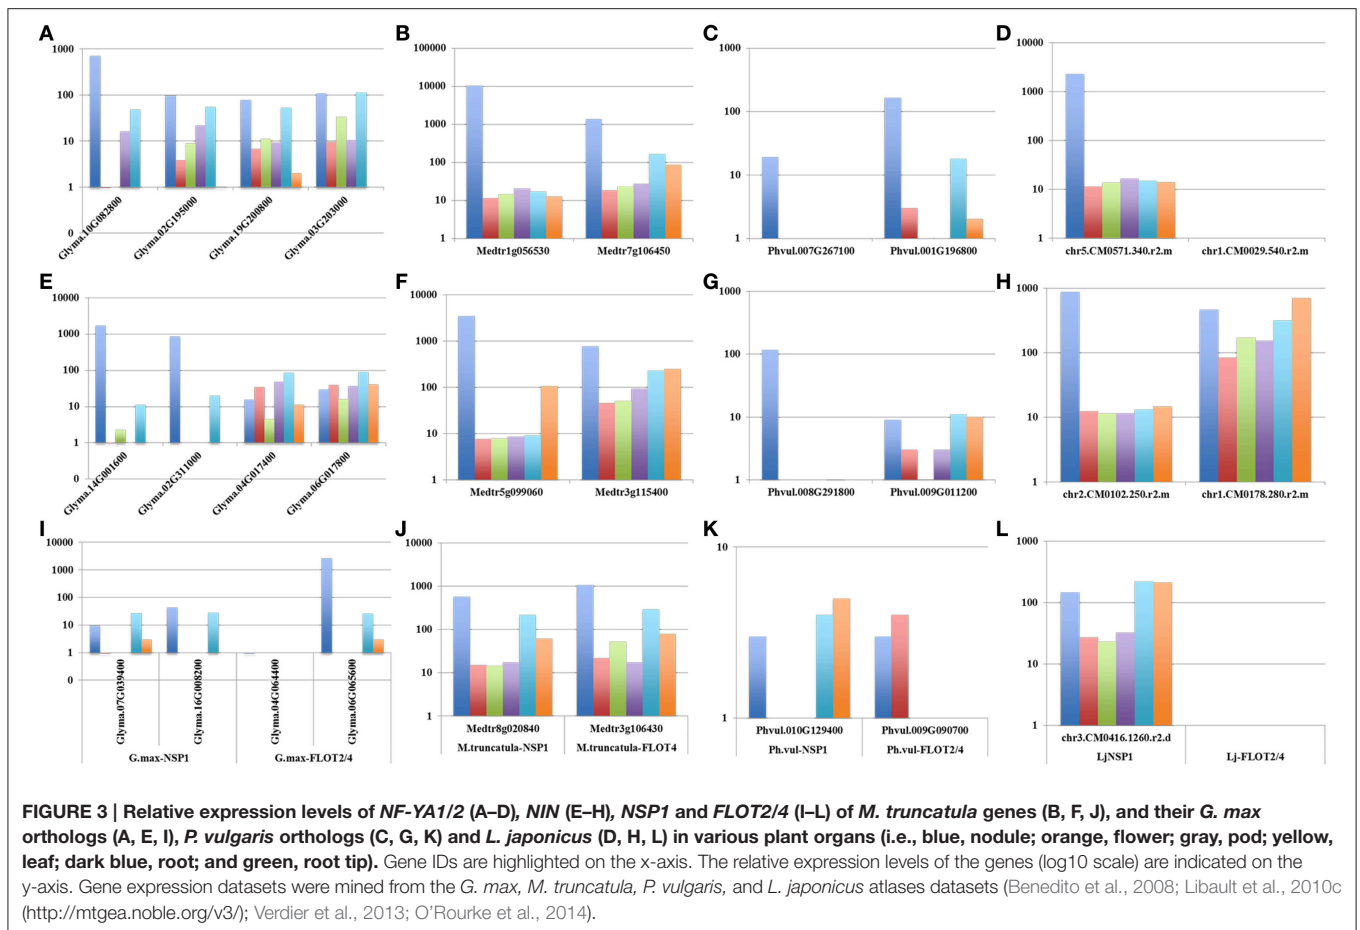 A
1000
100
10
1
0
Glyma.10G082800
Glyma.02G195000
Glyma.19G200800
Glyma.03G203000
B
100000
10000
1000
100
10
1
Medtr1g056530
Medtr7g106450
C
1000
100
10
1
Phvul.007G267100
Phvul.001G196800
D
10000
1000
100
10
1
chr5.CM0571.340.r2.m
chr1.CM0029.540.r2.m
E
10000
1000
100
10
1
0
Glyma.14G001600
Glyma.02G311000
Glyma.04G017400
Glyma.06G017800
F
10000
1000
100
10
1
Medtr5g099060
Medtr3g115400
G
1000
100
10
1
Phvul.008G291800
Phvul.009G011200
H
1000
100
10
1
chr2.CM0102.250.r2.m
chr1.CM0178.280.r2.m
I
10000
1000
100
10
1
0
Glyma.07G039400
Glyma.16G008200
Glyma.04G064400
Glyma.06G065600
G.max-NSP1
G.max-FLOT2/4
J
10000
1000
100
10
1
Medtr8g020840
Medtr3g106430
M.truncatula-NSP1
M.truncatula-FLOT4
K
10
1
Phvul.010G129400
Phvul.009G090700
Ph.vul-NSP1
Ph.vul-FLOT2/4
L
1000
100
10
1
chr3.CM0416.1260.r2.d
LjNSP1
Lj-FLOT2/4
FIGURE 3 | Relative expression levels of NF-YA1/2 (A–D), NIN (E–H), NSP1 and FLOT2/4 (I–L) of M. truncatula genes (B, F, J), and their G. max
orthologs (A, E, I), P. vulgaris orthologs (C, G, K) and L. japonicus (D, H, L) in various plant organs (i.e., blue, nodule; orange, flower; gray, pod; yellow,
leaf; dark blue, root; and green, root tip). Gene IDs are highlighted on the x-axis. The relative expression levels of the genes (log10 scale) are indicated on the
y-axis. Gene expression datasets were mined from the G. max, M. truncatula, P. vulgaris, and L. japonicus atlases datasets (Benedito et al., 2008; Libault et al., 2010c
(http://mtgea.noble.org/v3/); Verdier et al., 2013; O'Rourke et al., 2014).